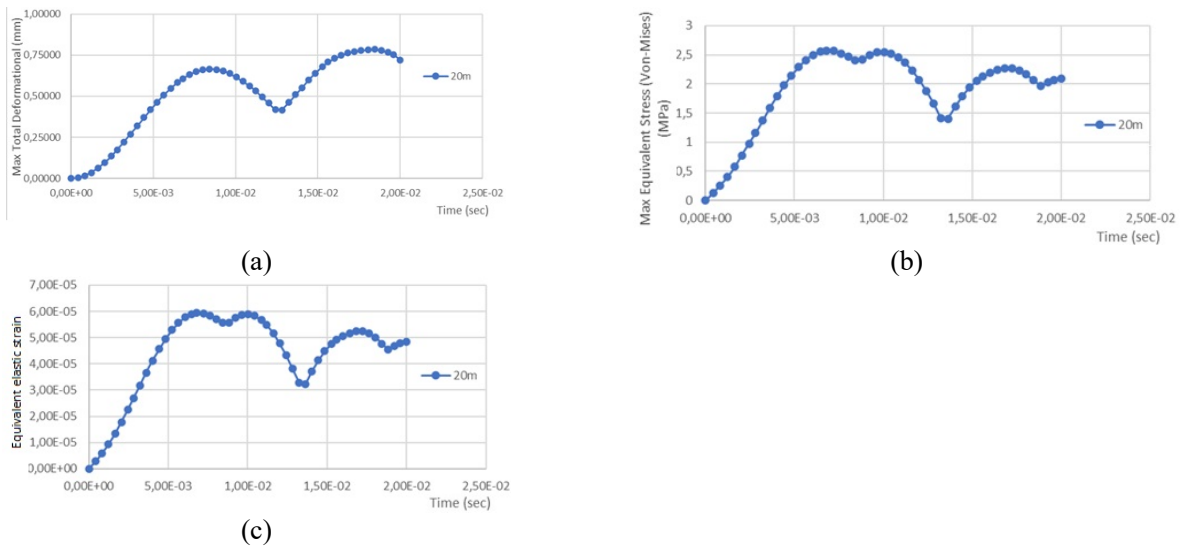 1,00000
0,75000
0,50000
0,25000
0,00000
Max Total Deformational (mm)
20m
0,00E+00 5,00E-03 1,00E-02 1,50E-02 2,00E-02 2,50E-02
Time (sec)
(a)
3
2,5
2
1,5
1
0,5
0
Max Equivalent Stress (Von-Mises)
(MPa)
20m
0,00E+00 5,00E-03 1,00E-02 1,50E-02 2,00E-02 2,50E-02
Time (sec)
(b)
7,00E-05
6,00E-05
5,00E-05
4,00E-05
3,00E-05
2,00E-05
1,00E-05
0,00E+00
Equivalent elastic strain
20m
0,00E+00 5,00E-03 1,00E-02 1,50E-02 2,00E-02 2,50E-02
Time (sec)
(c)